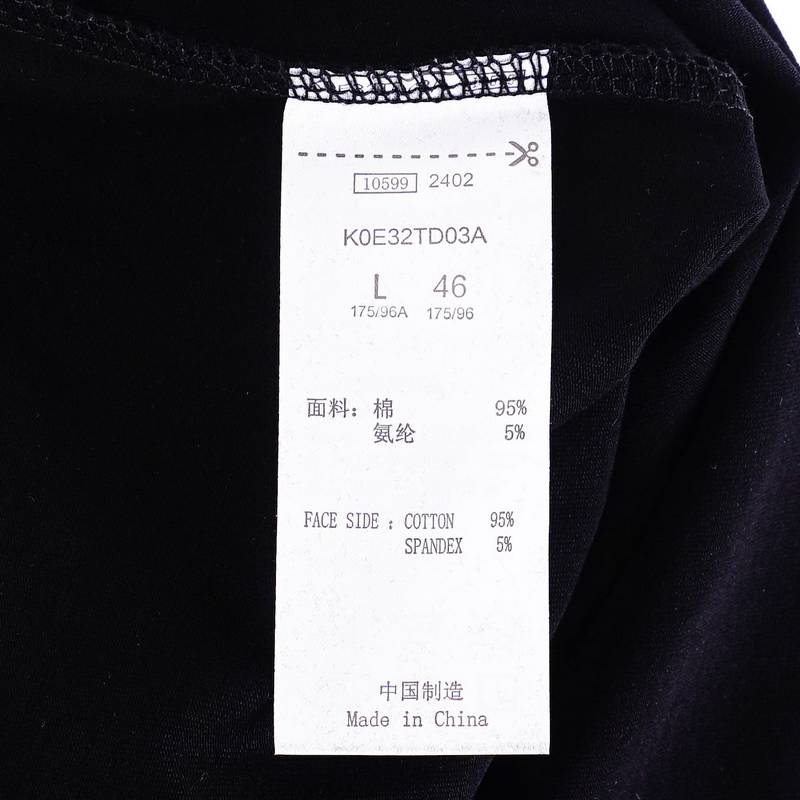 10599 2402
K0E32TD03A
L 46
175/96A 175/96
面料：棉 95%
氨纶 5%
FACE SIDE : COTTON 95%
SPANDEX 5%
中国制造
Made in China